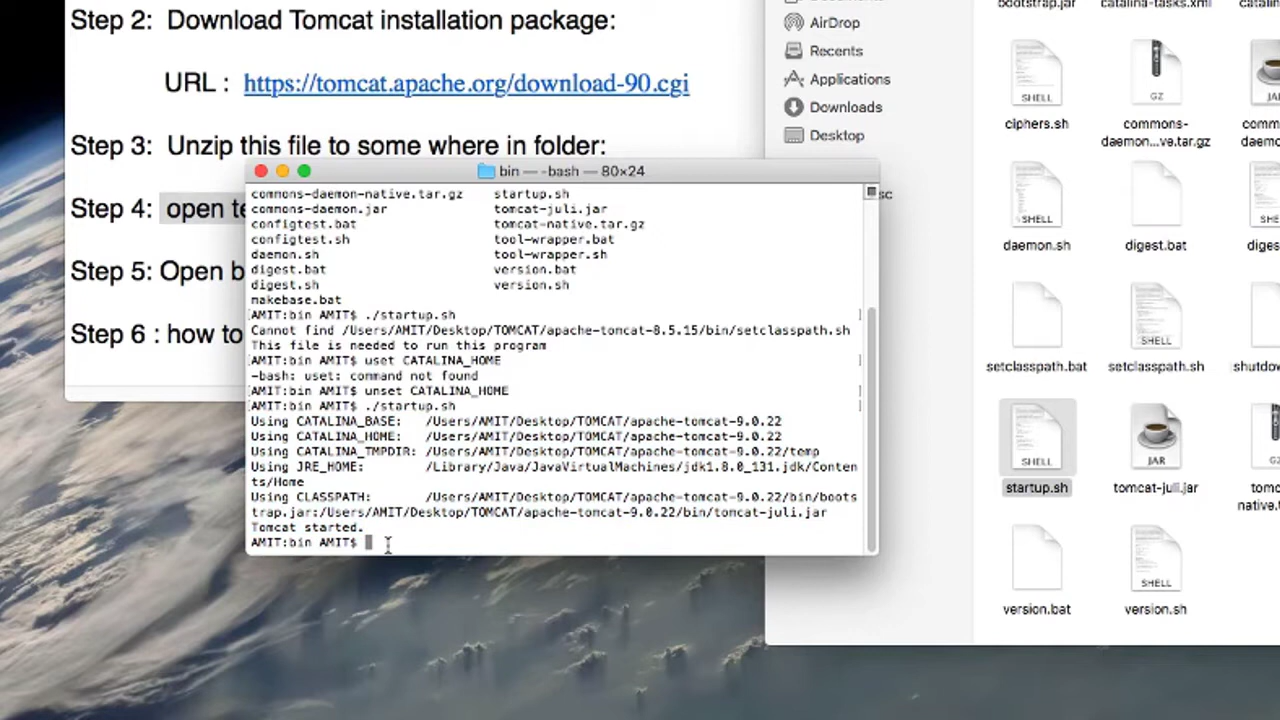 Step 2:  Download Tomcat installation package:
URL :  https://tomcat.apache.org/download-90.cgi
Step 3:  Unzip this file to some where in folder:
Step 4:  open te
Step 5: Open b
Step 6 : how to
bin — -bash — 80×24
commons-daemon-native.tar.gz    startup.sh
commons-daemon.jar              tomcat-juli.jar
configtest.bat                  tomcat-native.tar.gz
configtest.sh                   tool-wrapper.bat
daemon.sh                       tool-wrapper.sh
digest.bat                      version.bat
digest.sh                       version.sh
makebase.bat
AMIT:bin AMIT$ ./startup.sh
Cannot find /Users/AMIT/Desktop/TOMCAT/apache-tomcat-8.5.15/bin/setclasspath.sh
This file is needed to run this program
AMIT:bin AMIT$ uset CATALINA_HOME
-bash: uset: command not found
AMIT:bin AMIT$ unset CATALINA_HOME
AMIT:bin AMIT$ ./startup.sh
Using CATALINA_BASE:   /Users/AMIT/Desktop/TOMCAT/apache-tomcat-9.0.22
Using CATALINA_HOME:   /Users/AMIT/Desktop/TOMCAT/apache-tomcat-9.0.22
Using CATALINA_TMPDIR: /Users/AMIT/Desktop/TOMCAT/apache-tomcat-9.0.22/temp
Using JRE_HOME:        /Library/Java/JavaVirtualMachines/jdk1.8.0_131.jdk/Conten
ts/Home
Using CLASSPATH:       /Users/AMIT/Desktop/TOMCAT/apache-tomcat-9.0.22/bin/boots
trap.jar:/Users/AMIT/Desktop/TOMCAT/apache-tomcat-9.0.22/bin/tomcat-juli.jar
Tomcat started.
AMIT:bin AMIT$
AirDrop
Recents
Applications
Downloads
Desktop
sc
bootstrap.jar  catalina-tasks.xml
SHELL  GZ
ciphers.sh  commons-
daemon...ve.tar.gz
SHELL
daemon.sh  digest.bat  diges
SHELL
setclasspath.bat  setclasspath.sh  shutdow
SHELL  JAR
startup.sh  tomcat-juli.jar  tomc
native.t
SHELL
version.bat  version.sh